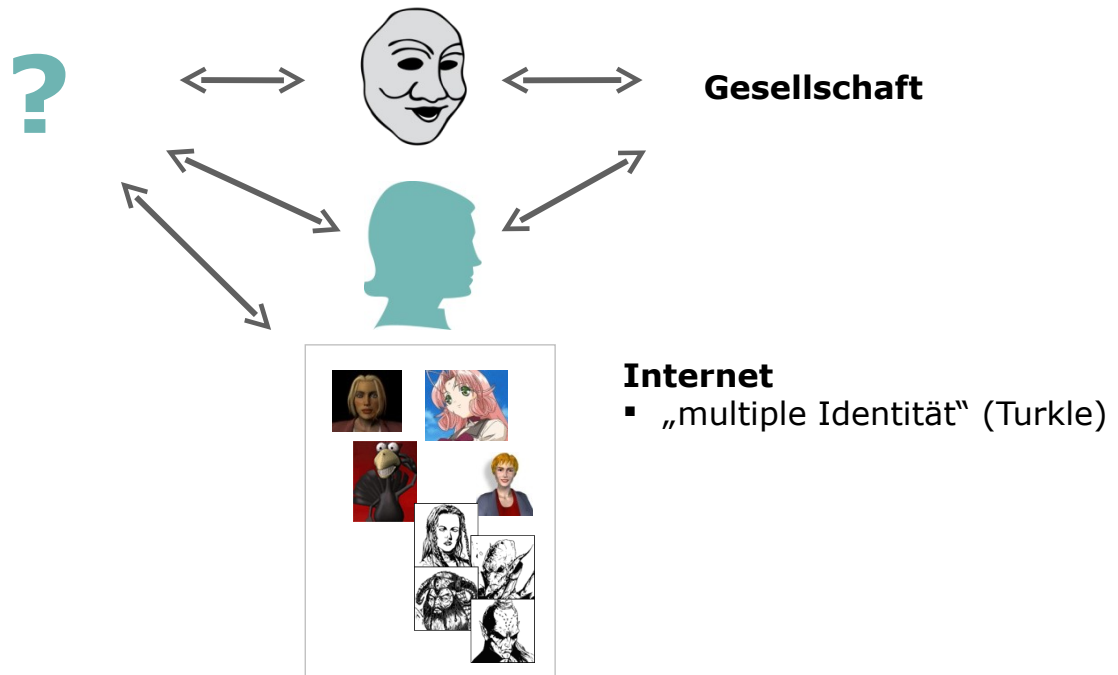 ?
Gesellschaft
Internet
▪ „multiple Identität“ (Turkle)